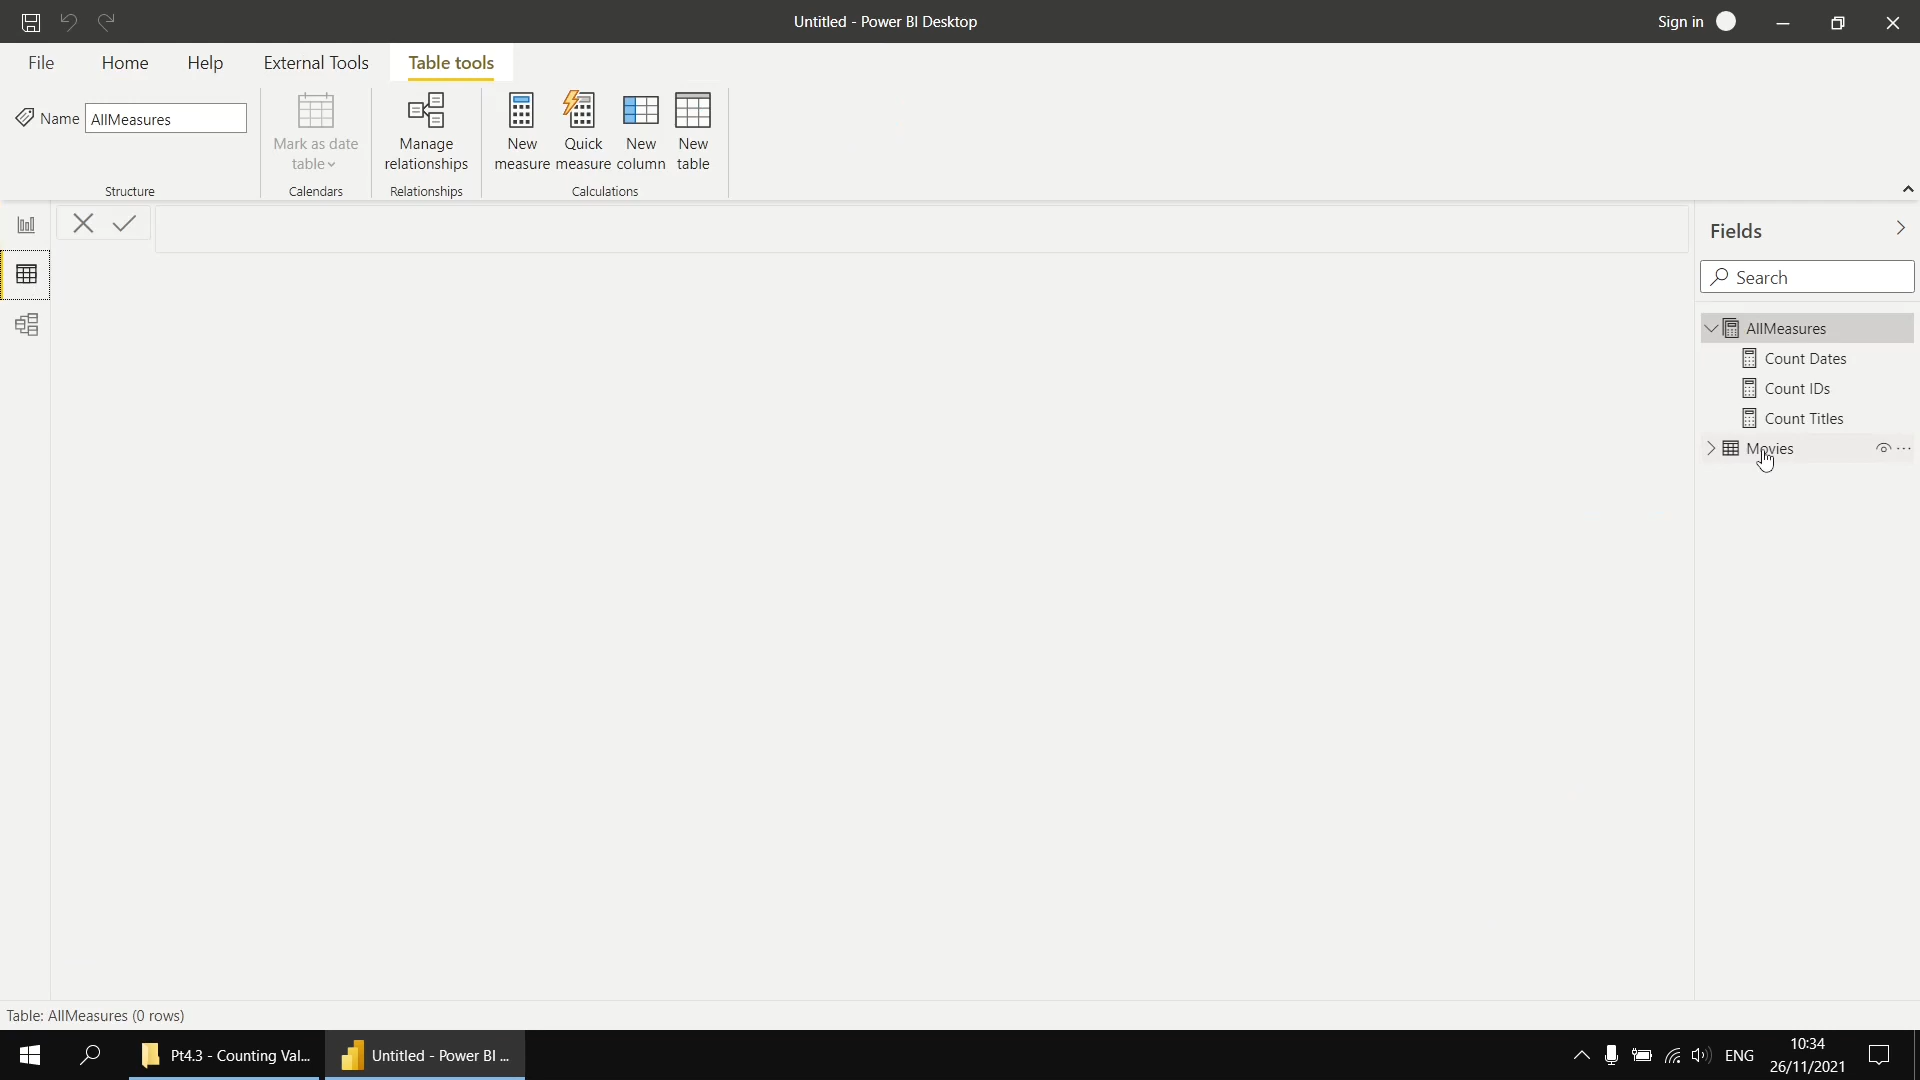 Untitled - Power BI Desktop
Sign in
File
Home
Help
External Tools
Table tools
Name
AllMeasures
Mark as date
table
Manage
relationships
New
measure
Quick
measure
New
column
New
table
Structure
Calendars
Relationships
Calculations
Fields
Search
AllMeasures
Count Dates
Count IDs
Count Titles
Movies
Table: AllMeasures (0 rows)
Pt4.3 - Counting Val...
Untitled - Power BI ...
ENG
10:34
26/11/2021